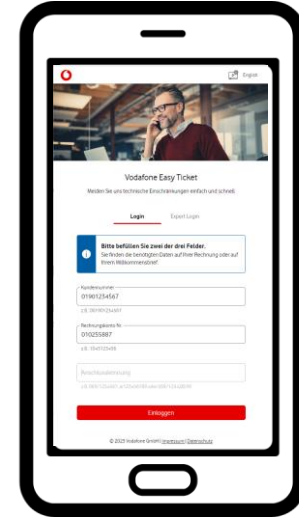 English
Vodafone Easy Ticket
Melden Sie uns technische Einschränkungen einfach und schnell.
Login Expert Login
Bitte befüllen Sie zwei der drei Felder.
Sie finden die benötigten Daten auf Ihrer Rechnung oder auf
Ihrem Willkommensbrief.
Kundennummer
01901234567
Rechnungskonto Nr.
010255887
Einloggen
© 2025 Vodafone GmbH | Impressum | Datenschutz